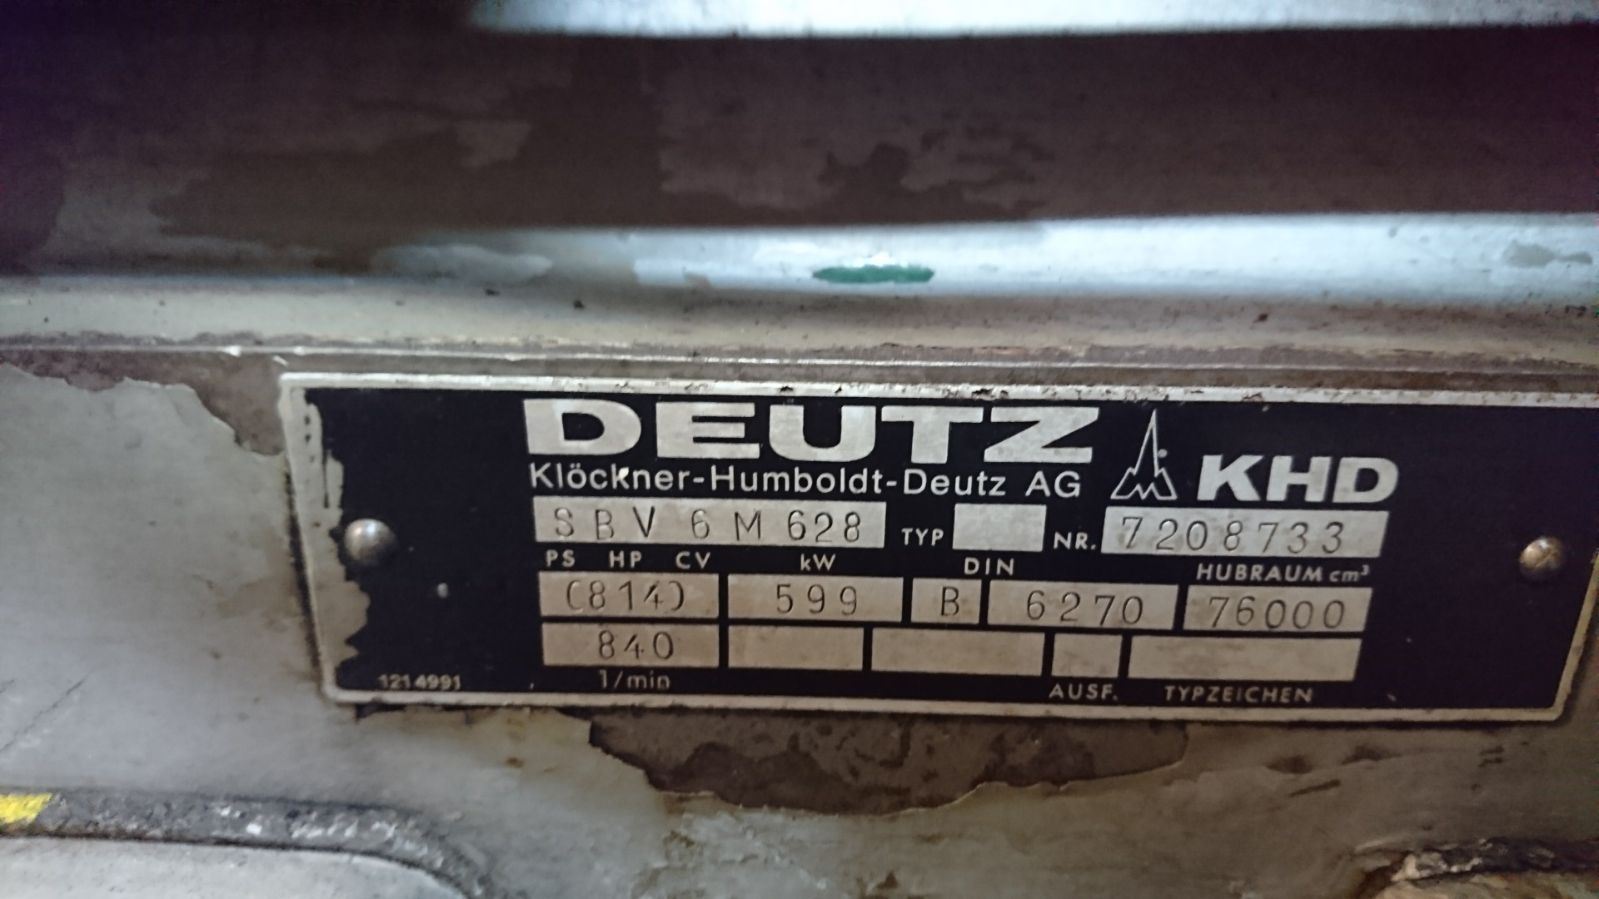 DEUTZ
Klöckner-Humboldt-Deutz AG KHD
SBV 6 M 628 TYP NR. 7208733
PS HP CV kW DIN HUBRAUM cm³
(814) 599 B 6270 76000
840
1214991 1/min AUSF. TYPZEICHEN